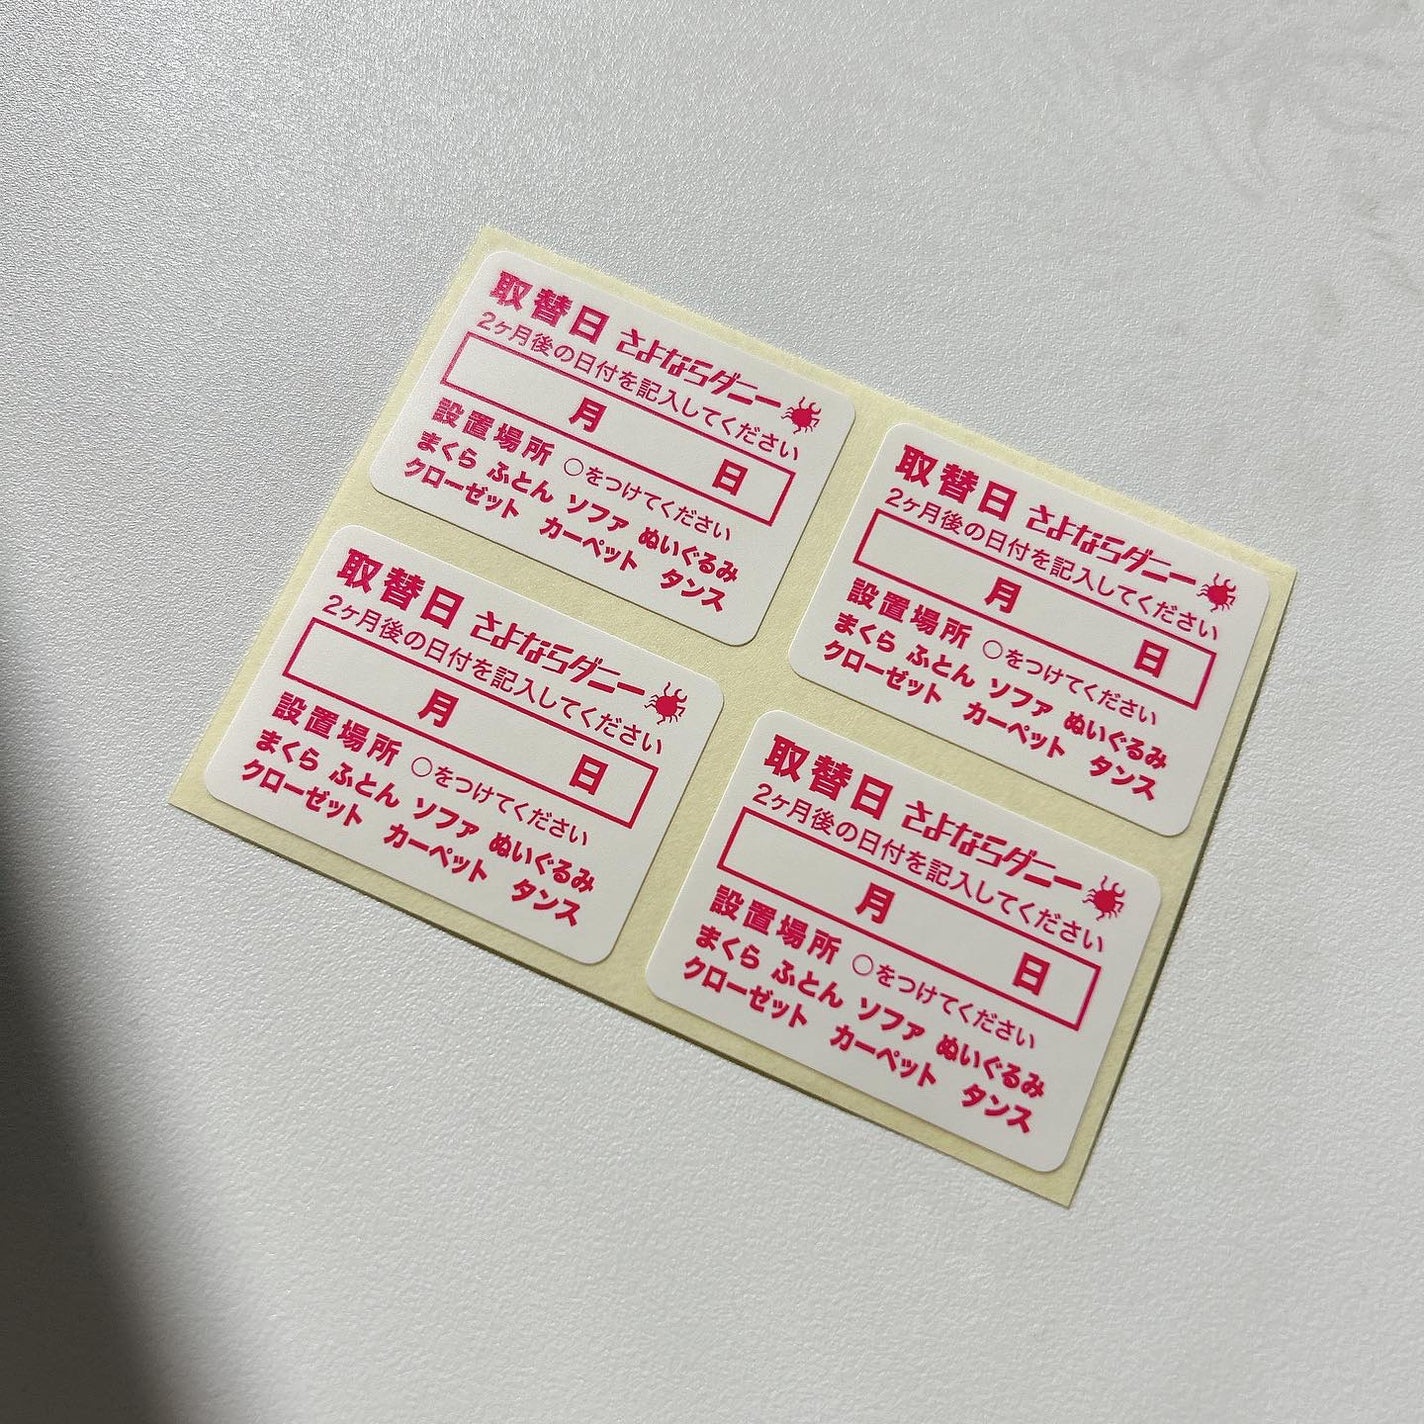 取替日 さよならダニー
2ヶ月後の日付を記入してください
月 日
設置場所 ○をつけてください
まくら ふとん ソファ ぬいぐるみ
クローゼット カーペット タンス
取替日 さよならダニー
2ヶ月後の日付を記入してください
月 日
設置場所 ○をつけてください
まくら ふとん ソファ ぬいぐるみ
クローゼット カーペット タンス
取替日 さよならダニー
2ヶ月後の日付を記入してください
月 日
設置場所 ○をつけてください
まくら ふとん ソファ ぬいぐるみ
クローゼット カーペット タンス
取替日 さよならダニー
2ヶ月後の日付を記入してください
月 日
設置場所 ○をつけてください
まくら ふとん ソファ ぬいぐるみ
クローゼット カーペット タンス